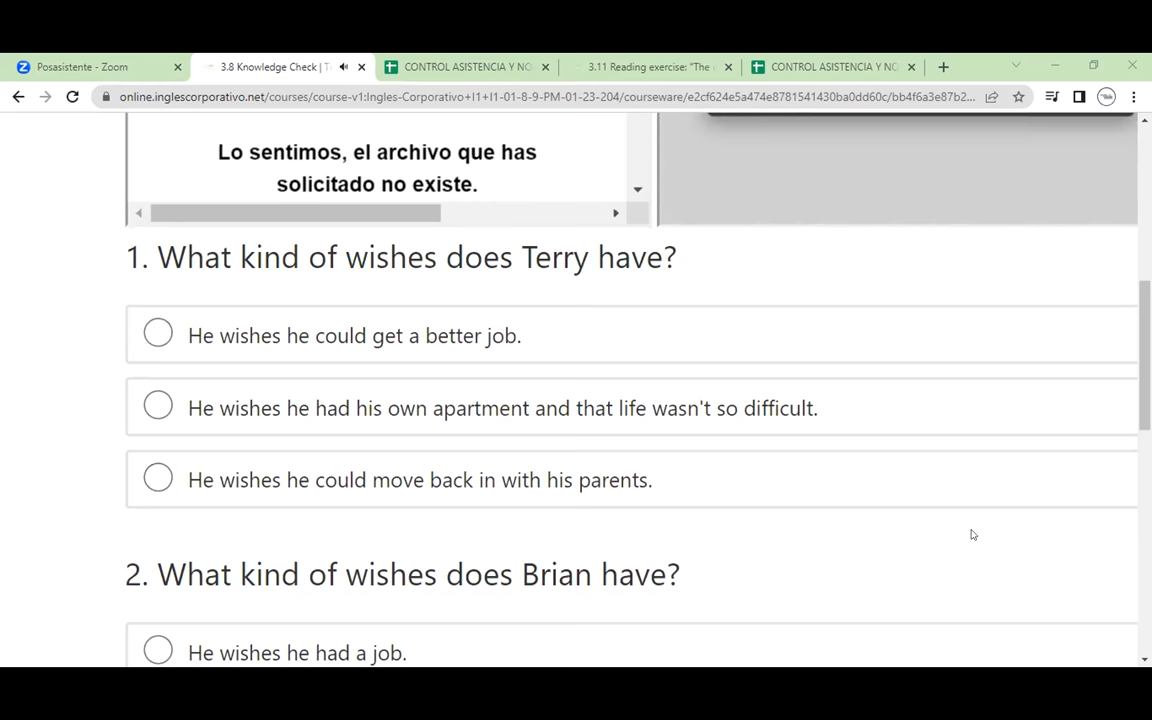 Posasistente - Zoom
3.8 Knowledge Check | T
CONTROL ASISTENCIA Y NO
3.11 Reading exercise: "The
CONTROL ASISTENCIA Y NO
online.inglescorporativo.net/courses/course-v1:Ingles-Corporativo+I1+I1-01-8-9-PM-01-23-204/courseware/e2cf624e5a474e8781541430ba0dd60c/bb4f6a3e87b2...
Lo sentimos, el archivo que has
solicitado no existe.
1. What kind of wishes does Terry have?
He wishes he could get a better job.
He wishes he had his own apartment and that life wasn't so difficult.
He wishes he could move back in with his parents.
2. What kind of wishes does Brian have?
He wishes he had a job.